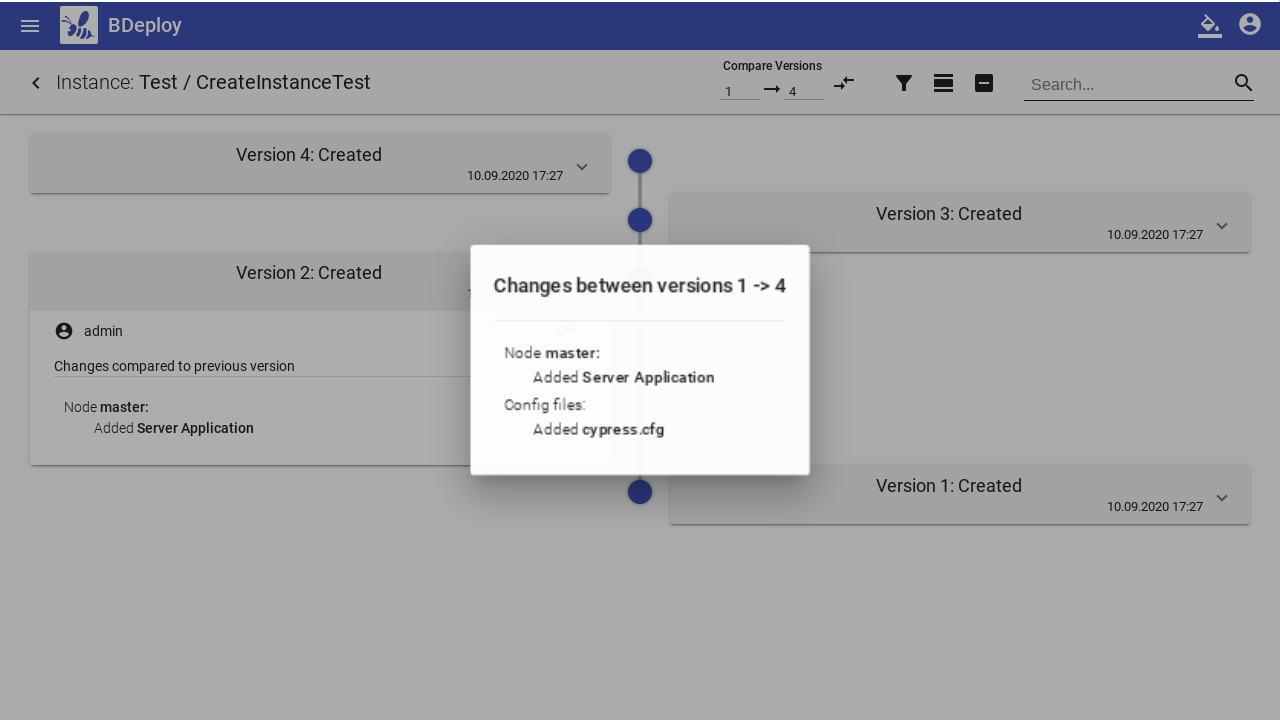 BDeploy
Instance: Test / CreateInstanceTest
Compare Versions
1
4
Search...
Version 4: Created
10.09.2020 17:27
Version 3: Created
10.09.2020 17:27
Version 2: Created
admin
Changes compared to previous version
Node master:
Added Server Application
Changes between versions 1 -> 4
Node master:
Added Server Application
Config files:
Added cypress.cfg
Version 1: Created
10.09.2020 17:27